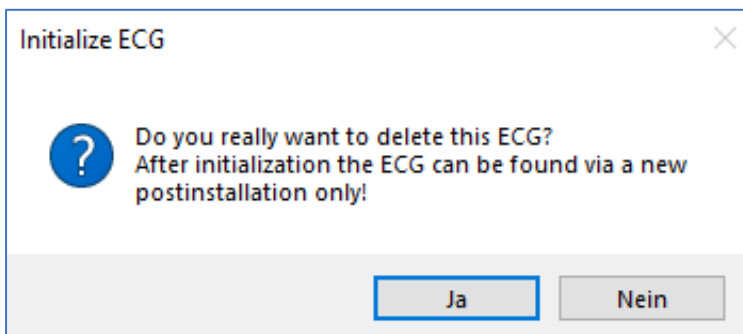 Initialize ECG
Do you really want to delete this ECG?
After initialization the ECG can be found via a new
postinstallation only!
Ja
Nein